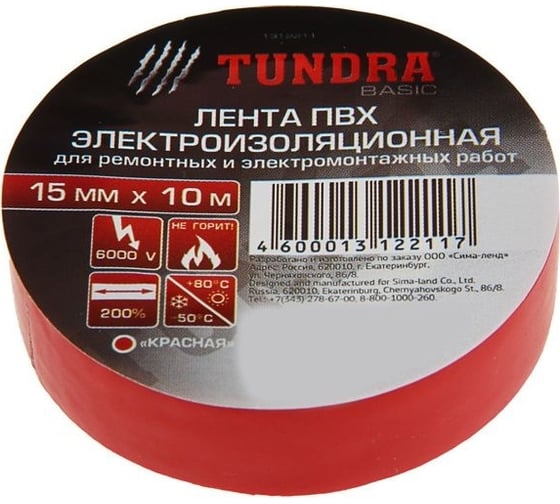 TUNDRA
BASIC
ЛЕНТА ПВХ
ЭЛЕКТРОИЗОЛЯЦИОННАЯ
для ремонтных и электромонтажных работ
15 мм х 10 м
6000 V
НЕ ГОРИТ!
200%
+80°C
-50°C
«КРАСНАЯ»
4 600013 122117
Разработано и изготовлено по заказу ООО «Сима-ленд»
Адрес: Россия, 620010, г. Екатеринбург,
ул. Черняховского, 86/8.
Designed and manufactured for Sima-land Co., Ltd.
Russia, 620010, Ekaterinburg, Chernyahovskogo St., 86/8.
Tel.: +7(343) 278-67-00, 8-800-1000-260.